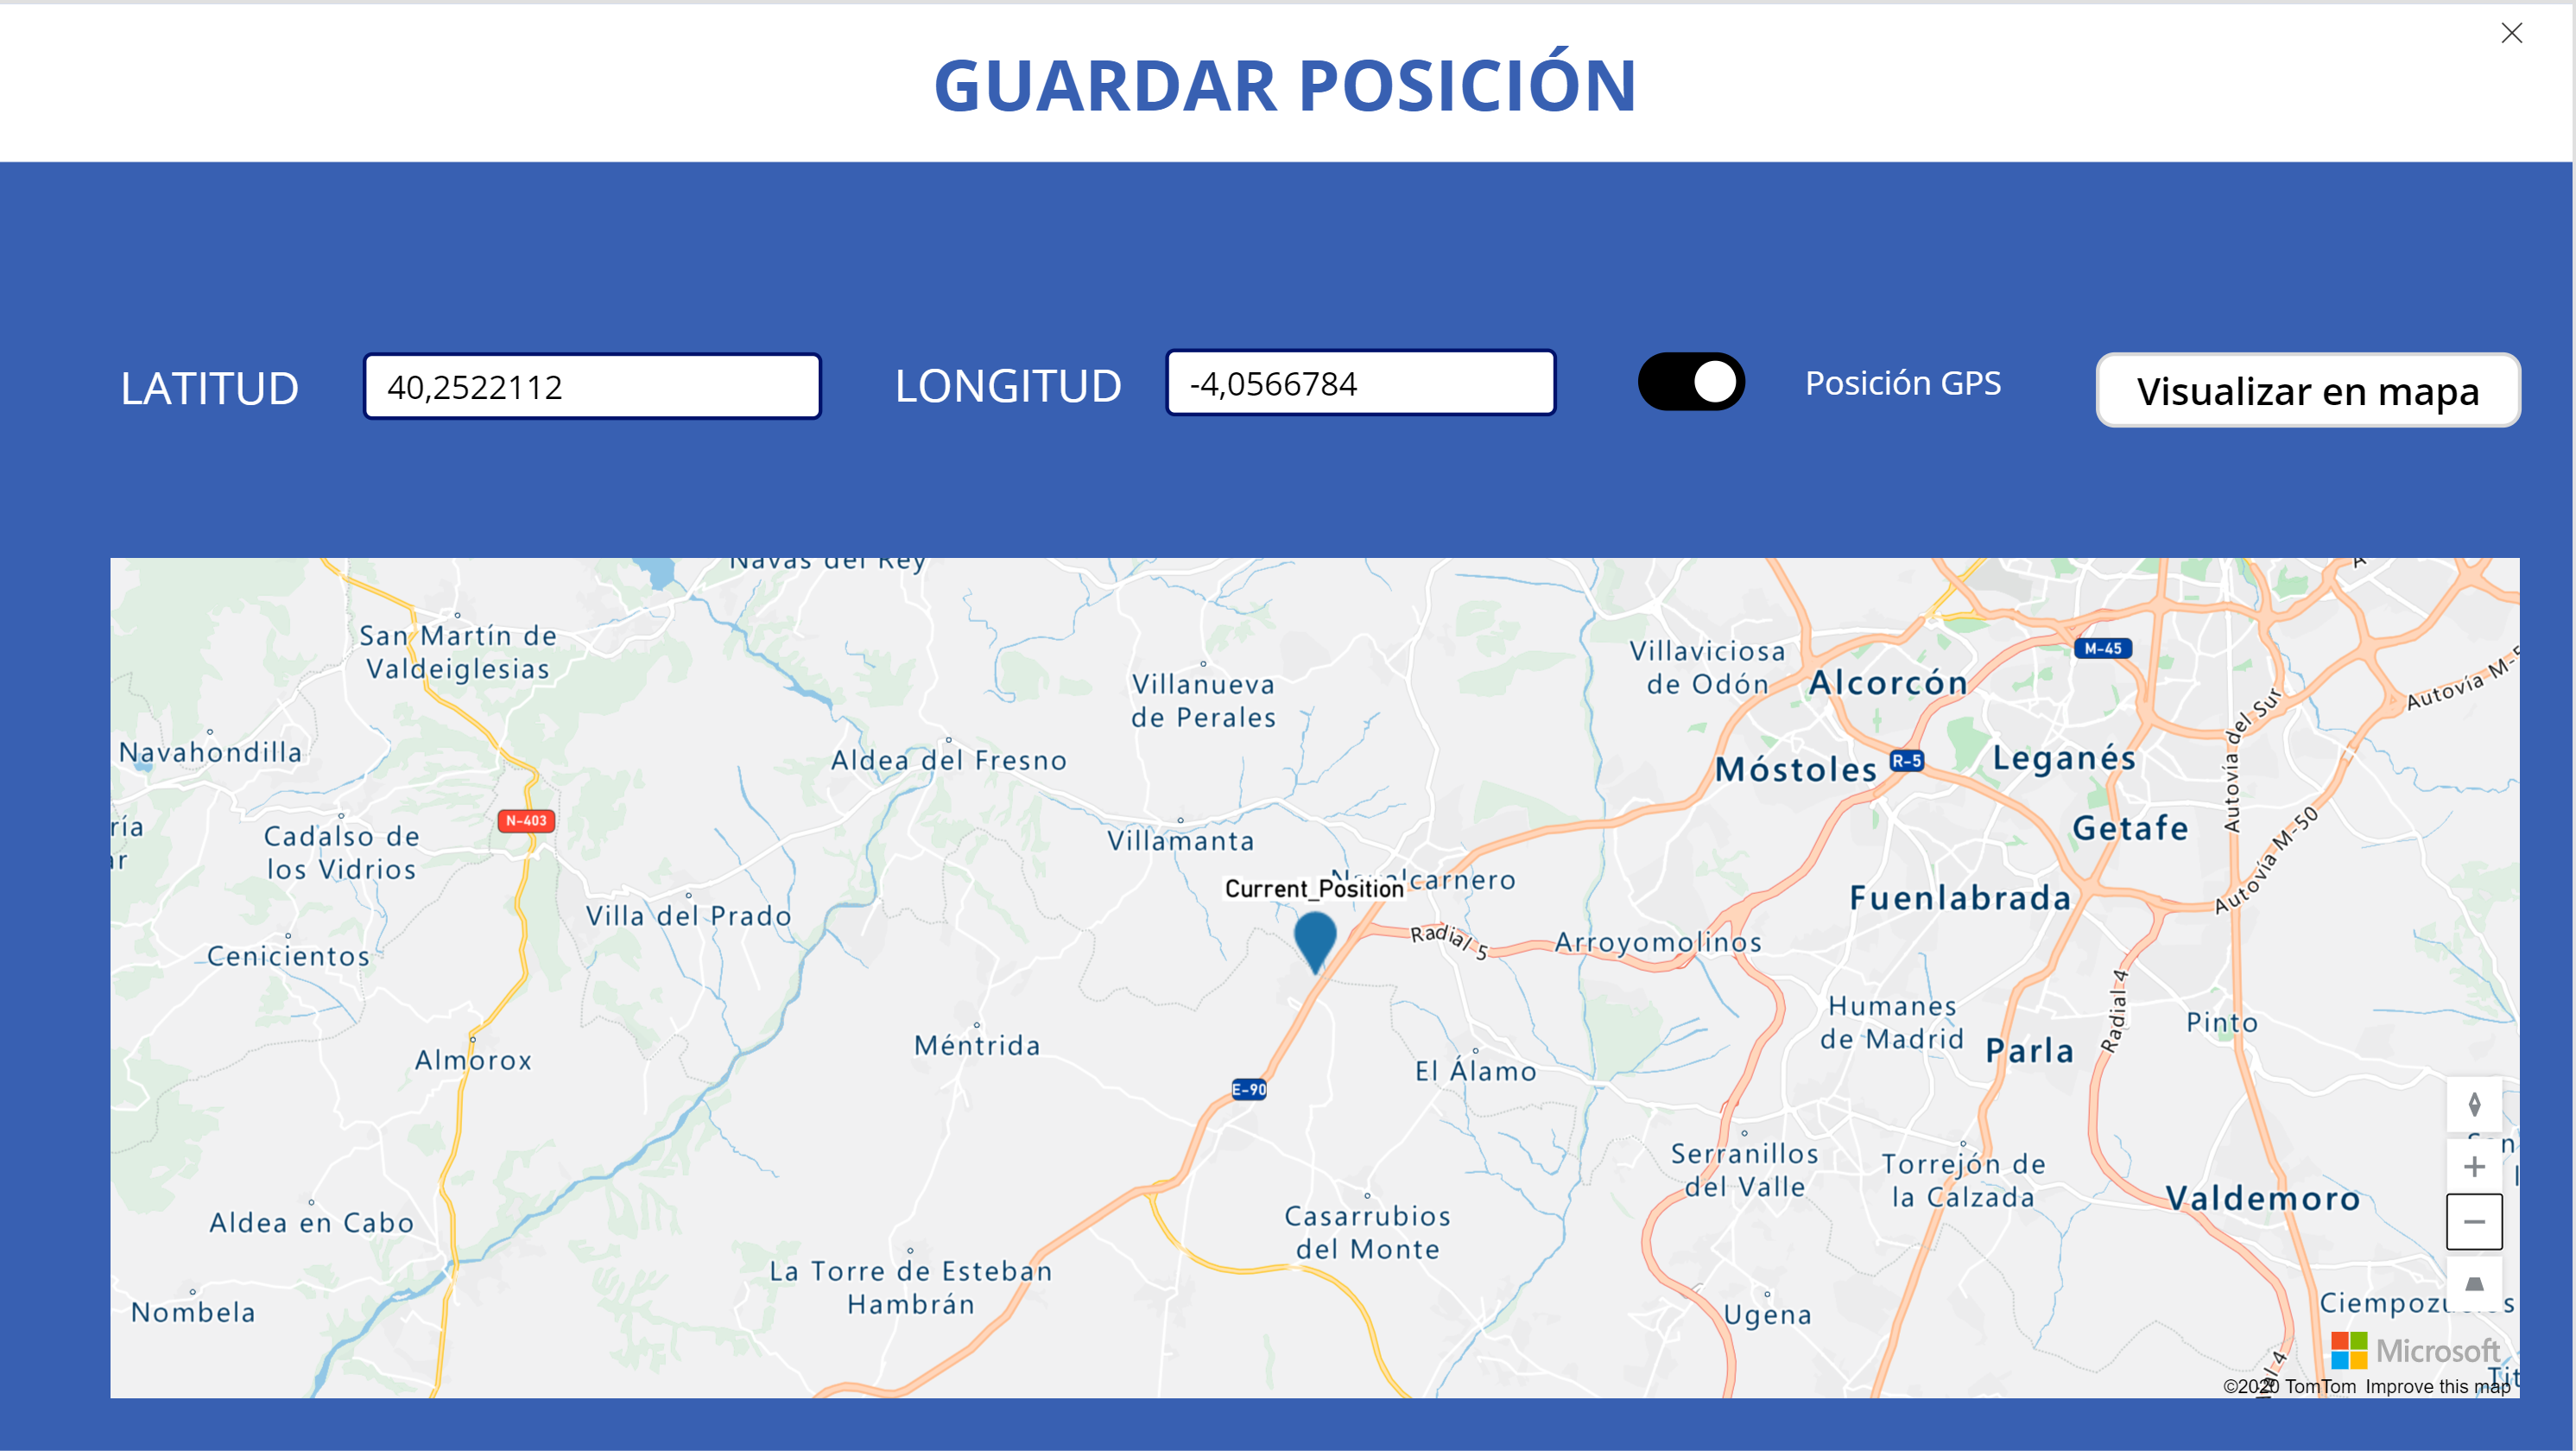 GUARDAR POSICIÓN
LATITUD
40,2522112
LONGITUD
-4,0566784
Posición GPS
Visualizar en mapa
Navas del Rey
San Martín de
Valdeiglesias
Villaviciosa
de Odón
M-45
Alcorcón
Autovía M-5
Autovía del Sur
Villanueva
de Perales
Navahondilla
Aldea del Fresno
Móstoles
R-5
Leganés
N-403
ría
ar
Cadalso de
los Vidrios
Villamanta
Getafe
Autovía M-50
Current_Position
Navalcarnero
Fuenlabrada
Villa del Prado
Cenicientos
Radial 5
Arroyomolinos
Radial 4
Humanes
de Madrid
Pinto
Méntrida
Parla
Almorox
El Álamo
E-90
Serranillos
del Valle
Torrejón de
la Calzada
Valdemoro
Aldea en Cabo
Casarrubios
del Monte
La Torre de Esteban
Hambrán
Nombela
Ugena
Microsoft
©2020 TomTom Improve this map